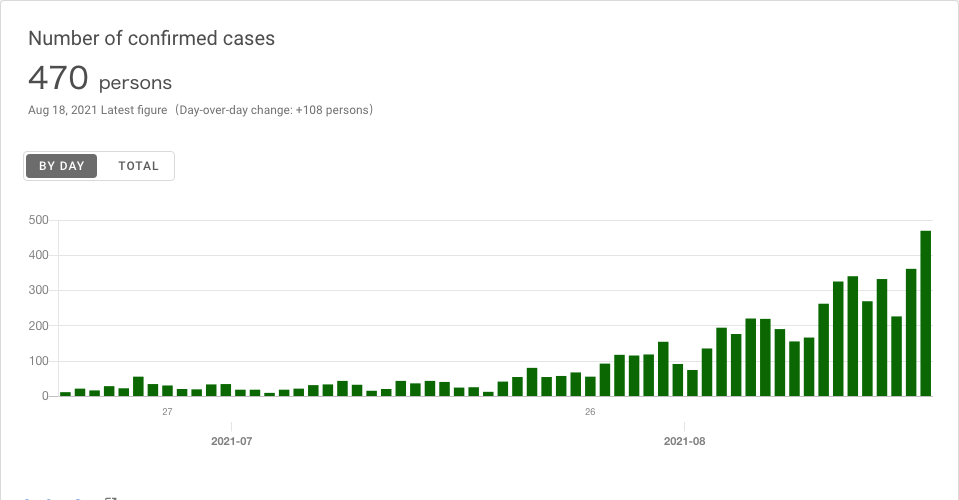 Number of confirmed cases
470 persons
Aug 18, 2021 Latest figure（Day-over-day change: +108 persons）
BY DAY TOTAL
500
400
300
200
100
0
27 26
2021-07 2021-08